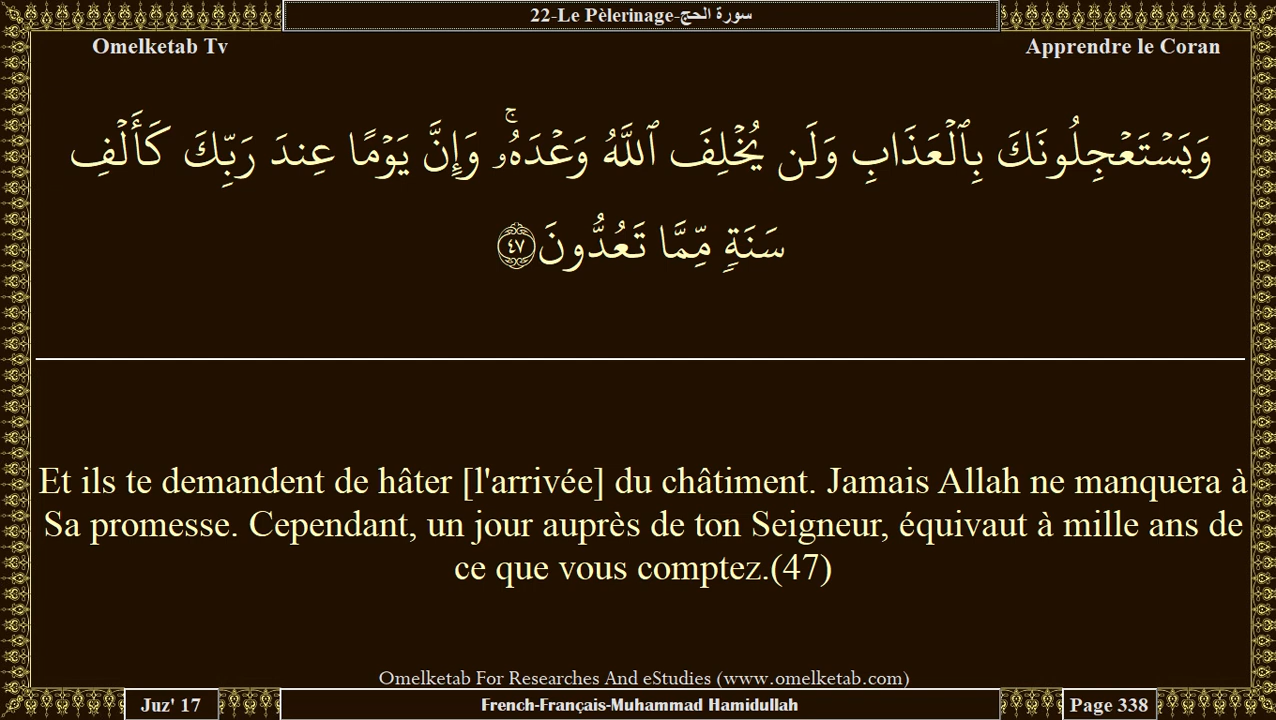 22-Le Pèlerinage-سورة الحج
Omelketab Tv
Apprendre le Coran
وَيَسۡتَعۡجِلُونَكَ بِٱلۡعَذَابِ وَلَن يُخۡلِفَ ٱللَّهُ وَعۡدَهُۥۚ وَإِنَّ يَوۡمًا عِندَ رَبِّكَ كَأَلۡفِ
سَنَةٖ مِّمَّا تَعُدُّونَ ٤٧
Et ils te demandent de hâter [l'arrivée] du châtiment. Jamais Allah ne manquera à
Sa promesse. Cependant, un jour auprès de ton Seigneur, équivaut à mille ans de
ce que vous comptez.(47)
Omelketab For Researches And eStudies (www.omelketab.com)
Juz' 17
French-Français-Muhammad Hamidullah
Page 338